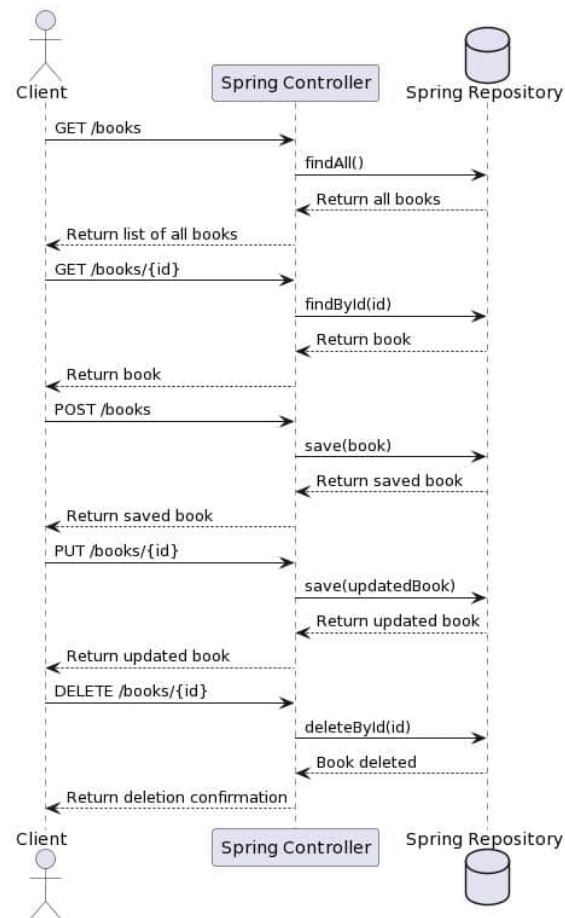 Client
Spring Controller
Spring Repository
GET /books
findAll()
Return all books
Return list of all books
GET /books/{id}
findById(id)
Return book
Return book
POST /books
save(book)
Return saved book
Return saved book
PUT /books/{id}
save(updatedBook)
Return updated book
Return updated book
DELETE /books/{id}
deleteById(id)
Book deleted
Return deletion confirmation
Client
Spring Controller
Spring Repository